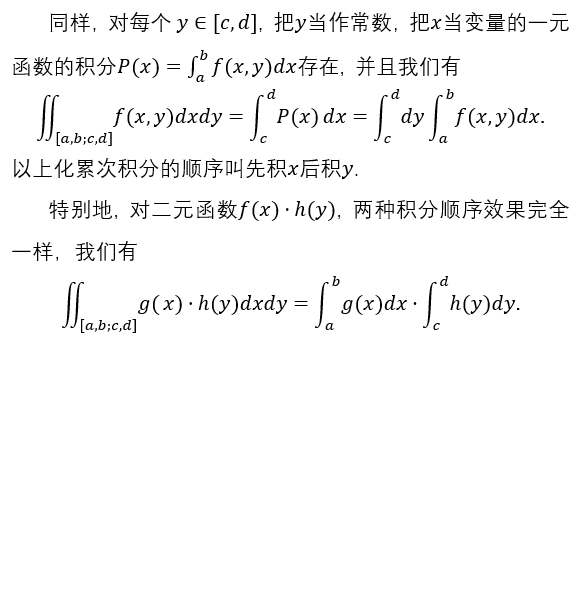 同样, 对每个 y ∈ [c, d], 把y当作常数, 把x当变量的一元
函数的积分P(x) = ∫_a^b f(x, y)dx存在, 并且我们有
∬_{[a,b;c,d]} f(x, y)dxdy = ∫_c^d P(x) dx = ∫_c^d dy ∫_a^b f(x, y)dx.
以上化累次积分的顺序叫先积x后积y.
特别地, 对二元函数f(x) · h(y), 两种积分顺序效果完全
一样, 我们有
∬_{[a,b;c,d]} g(x) · h(y)dxdy = ∫_a^b g(x)dx · ∫_c^d h(y)dy.